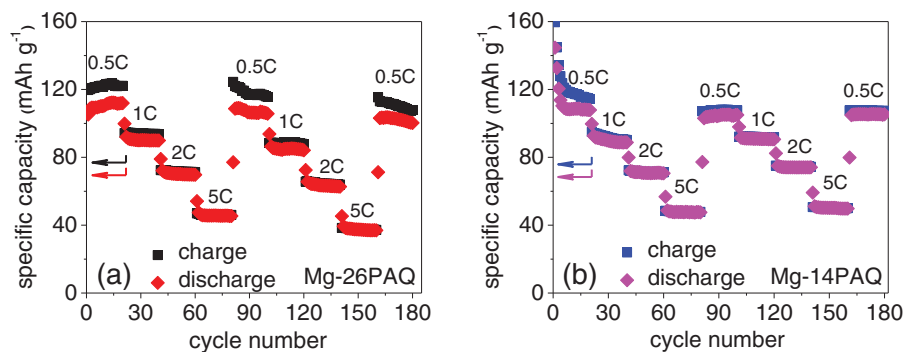 specific capacity (mAh g⁻¹)
160
120
80
40
0
0.5C
1C
2C
5C
0.5C
1C
2C
5C
0.5C
charge
discharge
(a)
Mg-26PAQ
0 30 60 90 120 150 180
cycle number
specific capacity (mAh g⁻¹)
160
120
80
40
0
0.5C
1C
2C
5C
0.5C
1C
2C
5C
0.5C
charge
discharge
(b)
Mg-14PAQ
0 30 60 90 120 150 180
cycle number